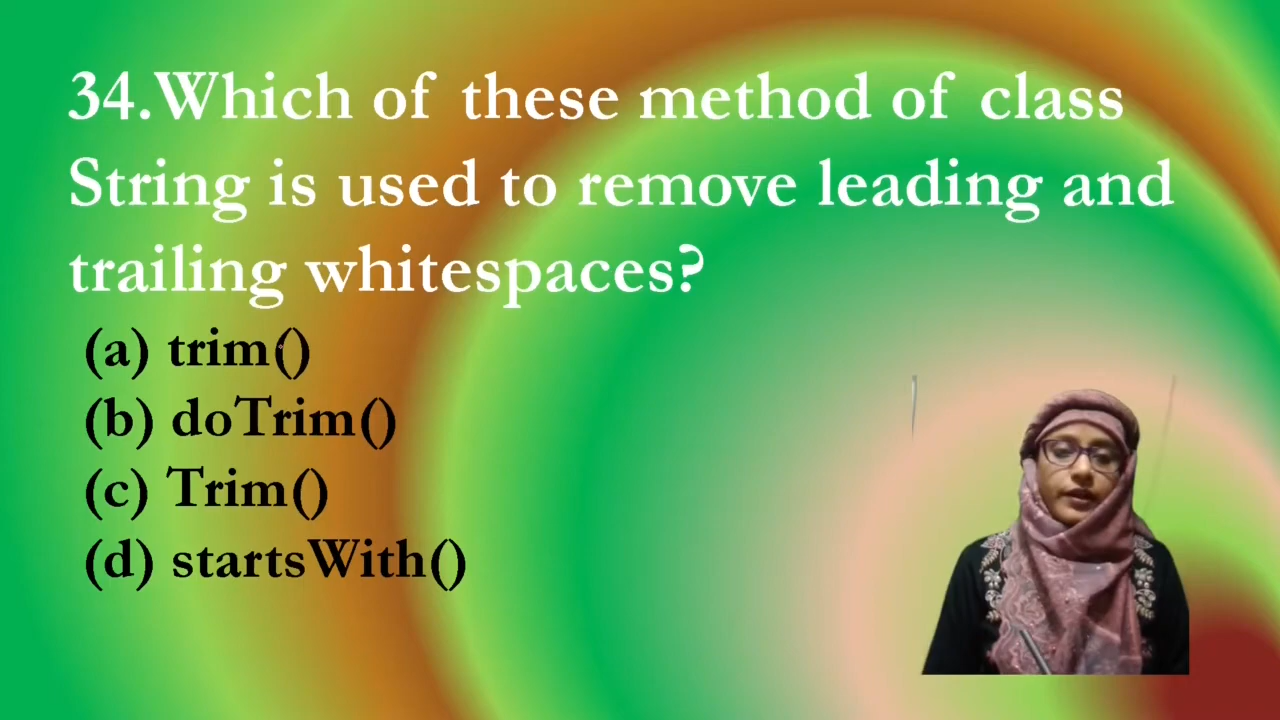 34.Which of these method of class
String is used to remove leading and
trailing whitespaces?
(a) trim()
(b) doTrim()
(c) Trim()
(d) startsWith()